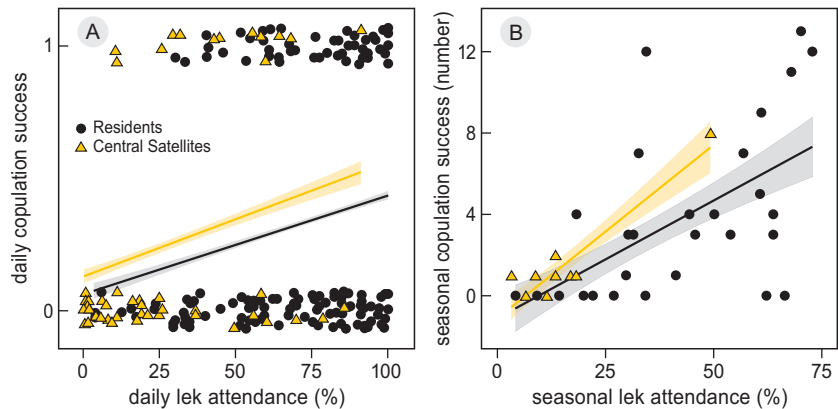 A
daily copulation success
1
0
Residents
Central Satellites
0
25
50
75
100
daily lek attendance (%)
B
seasonal copulation success (number)
12
8
4
0
0
25
50
75
seasonal lek attendance (%)